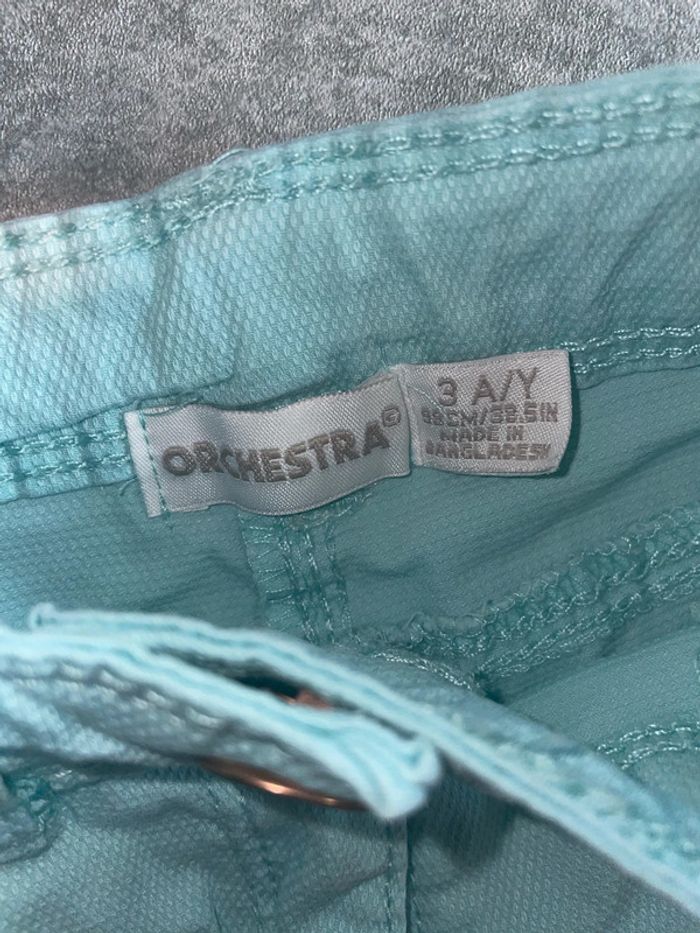 ORCHESTRA®
3 A/Y
98CM/38.5IN
MADE IN
BANGLADESH